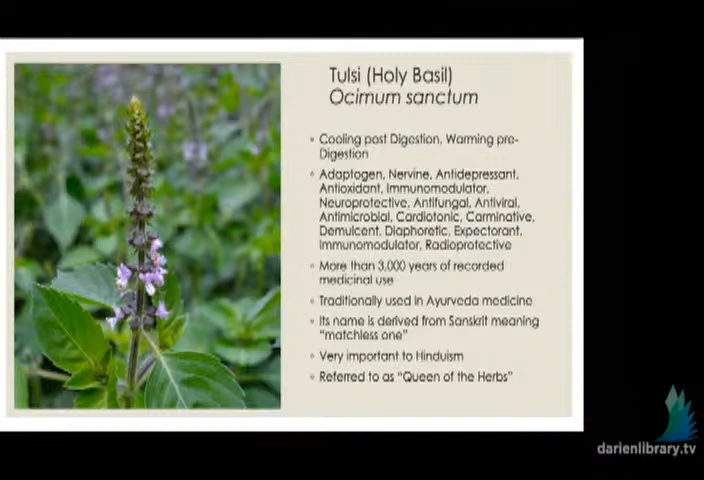 Tulsi (Holy Basil)
Ocimum sanctum
Cooling post Digestion, Warming pre-
Digestion
Adaptogen, Nervine, Antidepressant,
Antioxidant, Immunomodulator,
Neuroprotective, Antifungal, Antiviral,
Antimicrobial, Cardiotonic, Carminative,
Demulcent, Diaphoretic, Expectorant,
Immunomodulator, Radioprotective
More than 3,000 years of recorded
medicinal use
Traditionally used in Ayurveda medicine
Its name is derived from Sanskrit meaning
"matchless one"
Very important to Hinduism
Referred to as "Queen of the Herbs"
darienlibrary.tv